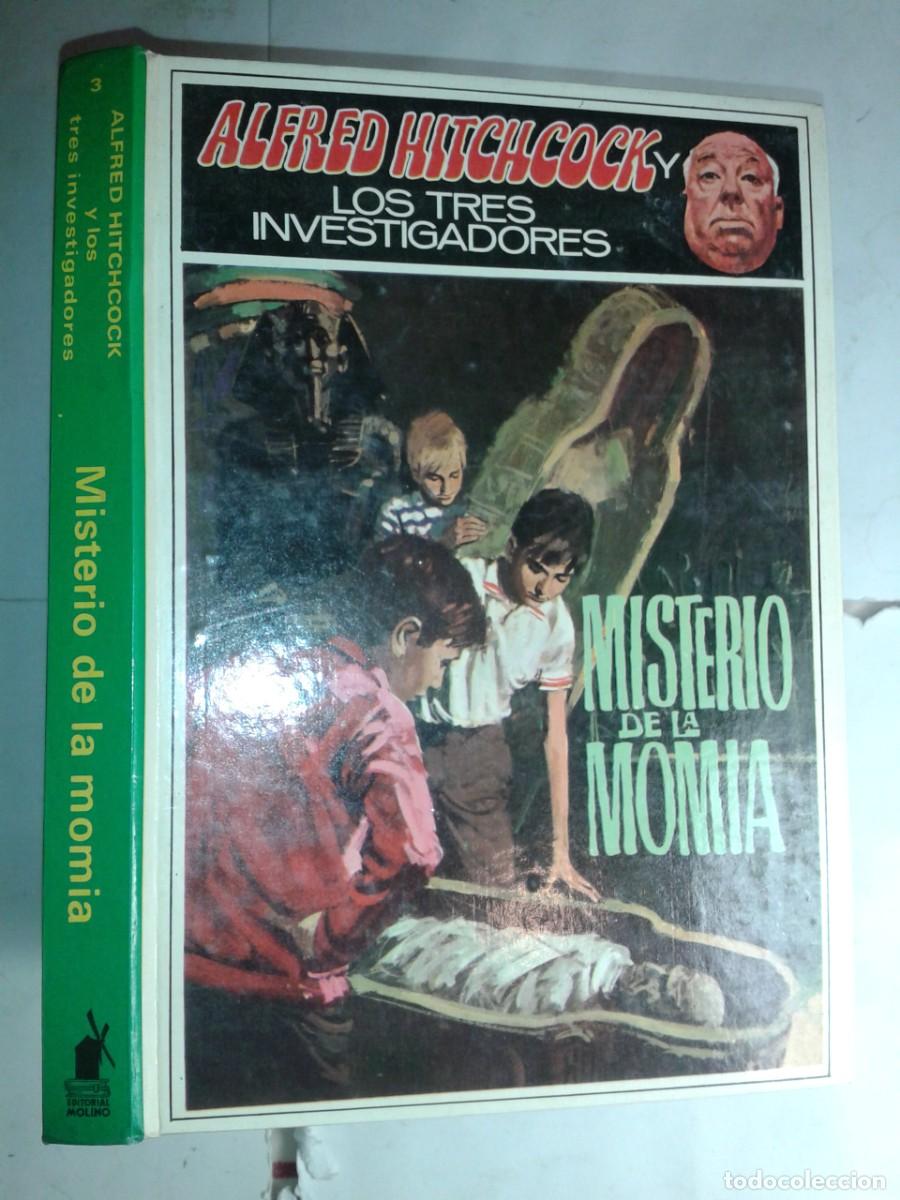 3
ALFRED HITCHCOCK
y los
tres investigadores
Misterio de la momia
EDITORIAL
MOLINO
ALFRED HITCHCOCK Y
LOS TRES
INVESTIGADORES
MISTERIO
DE LA
MOMIA
todocoleccion